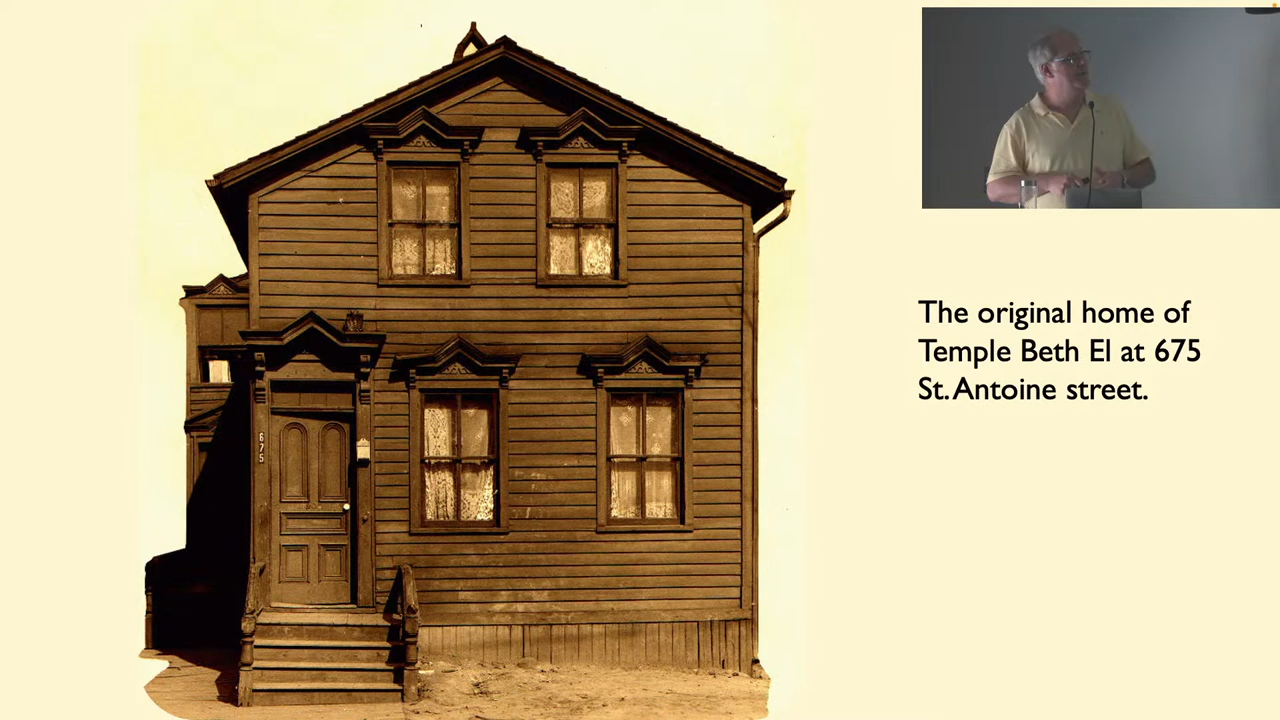 The original home of
Temple Beth El at 675
St. Antoine street.
675